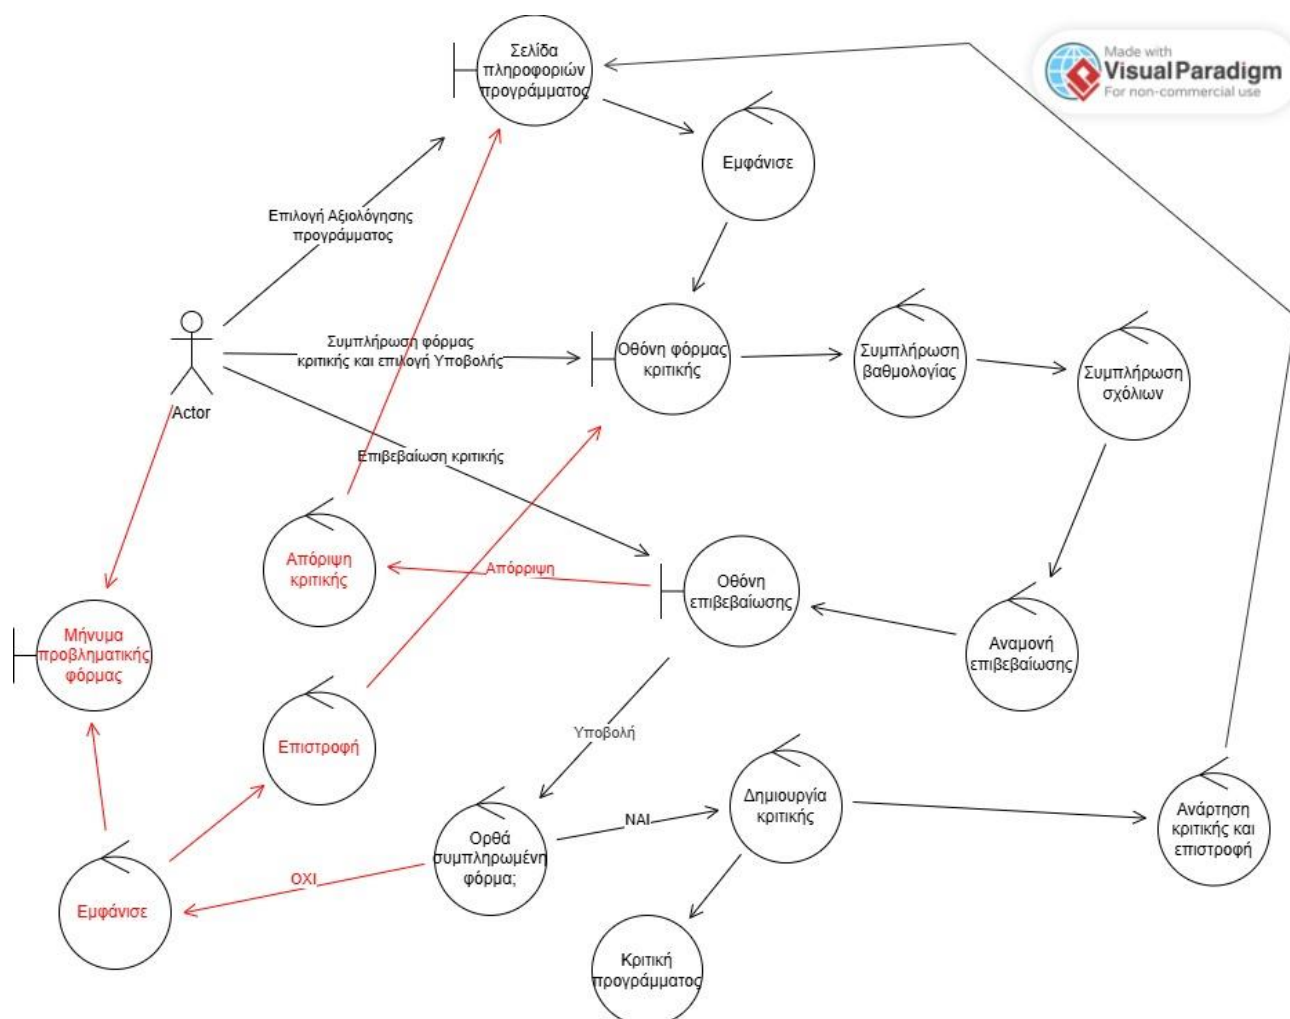 Σελίδα
πληροφοριών
προγράμματος
Made with
Visual Paradigm
For non-commercial use
Εμφάνισε
Επιλογή Αξιολόγησης
προγράμματος
Συμπλήρωση φόρμας
κριτικής και επιλογή Υποβολής
Οθόνη φόρμας
κριτικής
Συμπλήρωση
βαθμολογίας
Συμπλήρωση
σχόλιων
Actor
Επιβεβαίωση κριτικής
Απόριψη
κριτικής
Απόρριψη
Οθόνη
επιβεβαίωσης
Μήνυμα
προβληματικής
φόρμας
Αναμονή
επιβεβαίωσης
Επιστροφή
Υποβολή
Δημιουργία
κριτικής
Ανάρτηση
κριτικής και
επιστροφή
ΝΑΙ
Ορθά
συμπληρωμένη
φόρμα;
ΟΧΙ
Εμφάνισε
Κριτική
προγράμματος